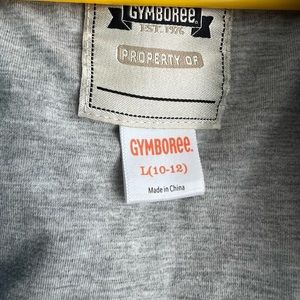 GYMBOREE
EST. 1976
PROPERTY OF
GYMBOREE.
L(10-12)
Made in China